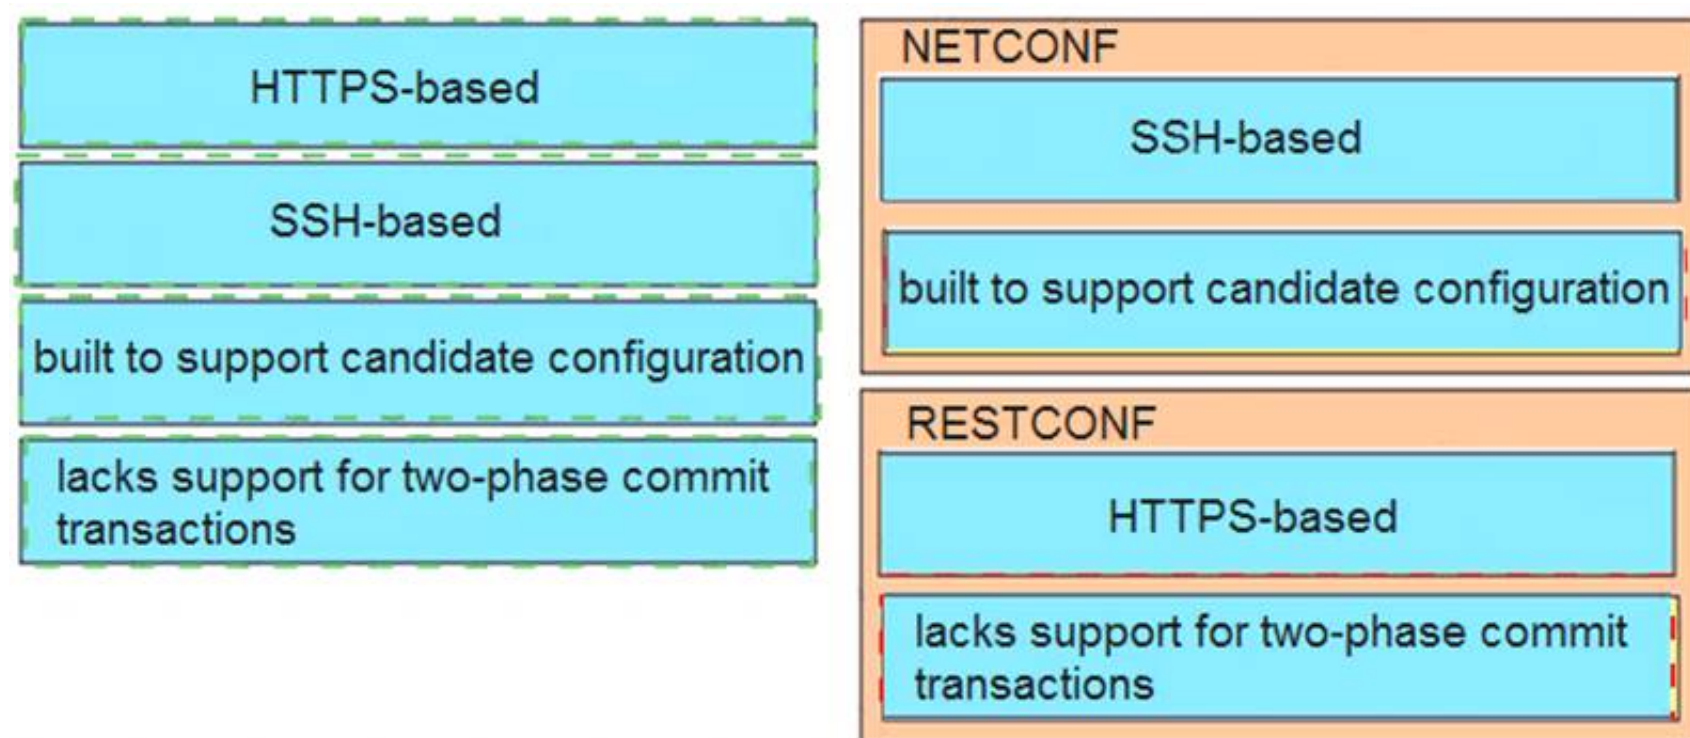 HTTPS-based
SSH-based
built to support candidate configuration
lacks support for two-phase commit
transactions
NETCONF
SSH-based
built to support candidate configuration
RESTCONF
HTTPS-based
lacks support for two-phase commit
transactions